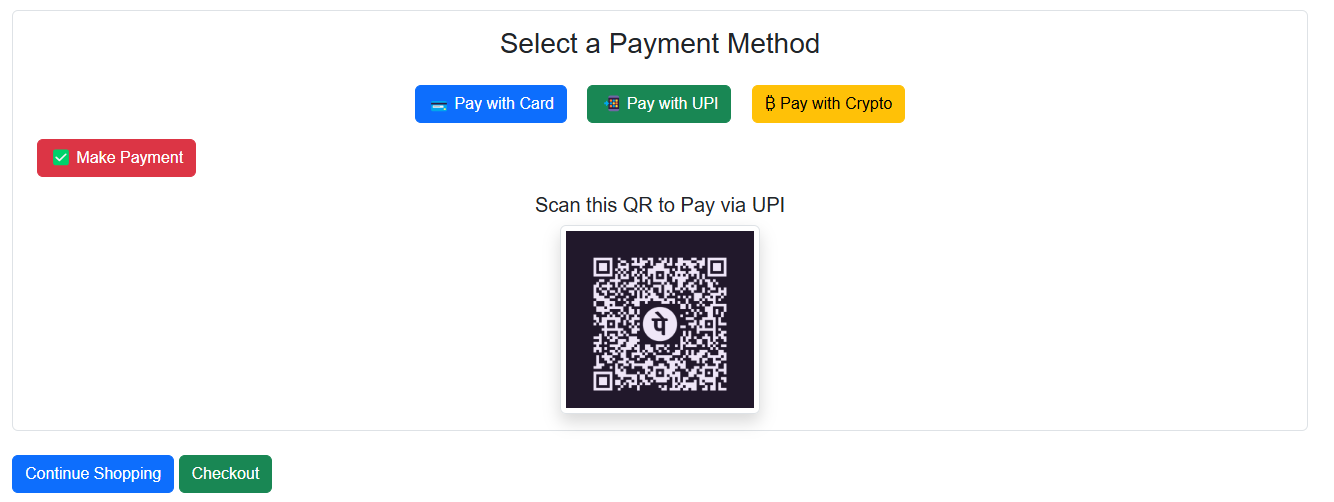 Select a Payment Method
Pay with Card Pay with UPI ₿ Pay with Crypto
Make Payment
Scan this QR to Pay via UPI
पे
Continue Shopping Checkout